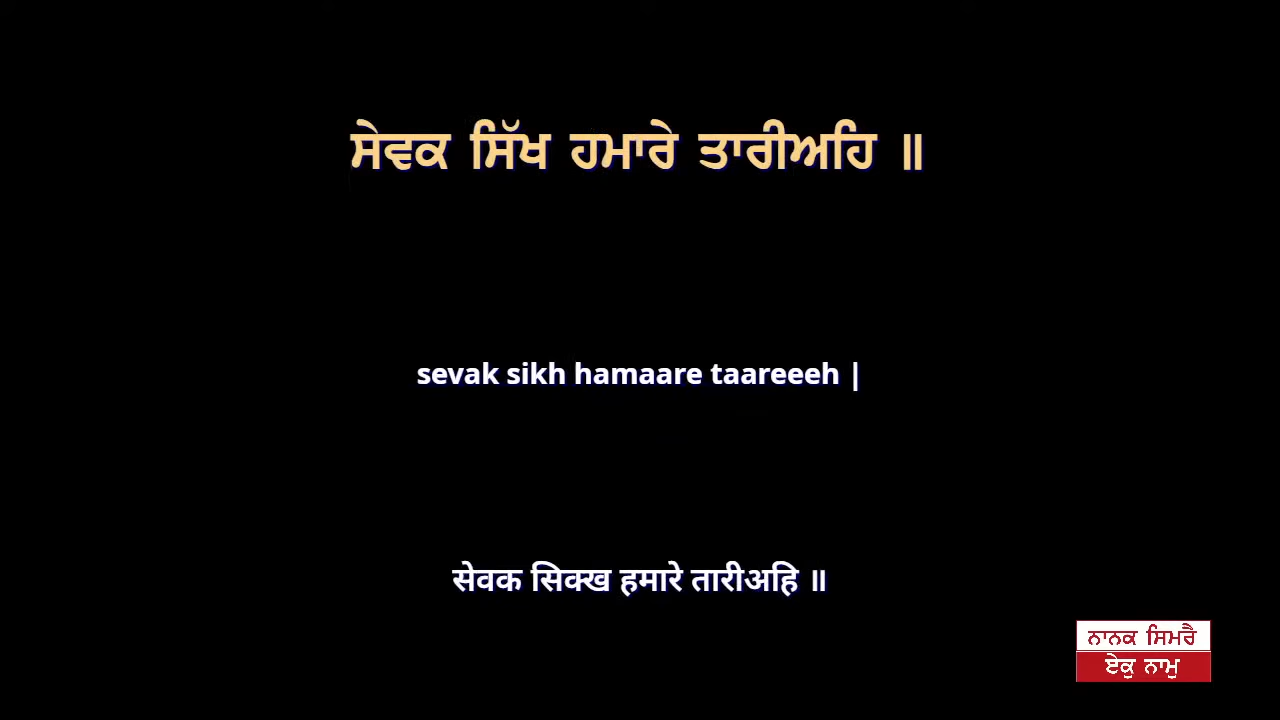 ਸੇਵਕ ਸਿੱਖ ਹਮਾਰੇ ਤਾਰੀਅਹਿ ॥
sevak sikh hamaare taareeeh |
सेवक सिक्ख हमारे तारीअहि ॥
ਨਾਨਕ ਸਿਮਰੈ
ਏਕੁ ਨਾਮੁ